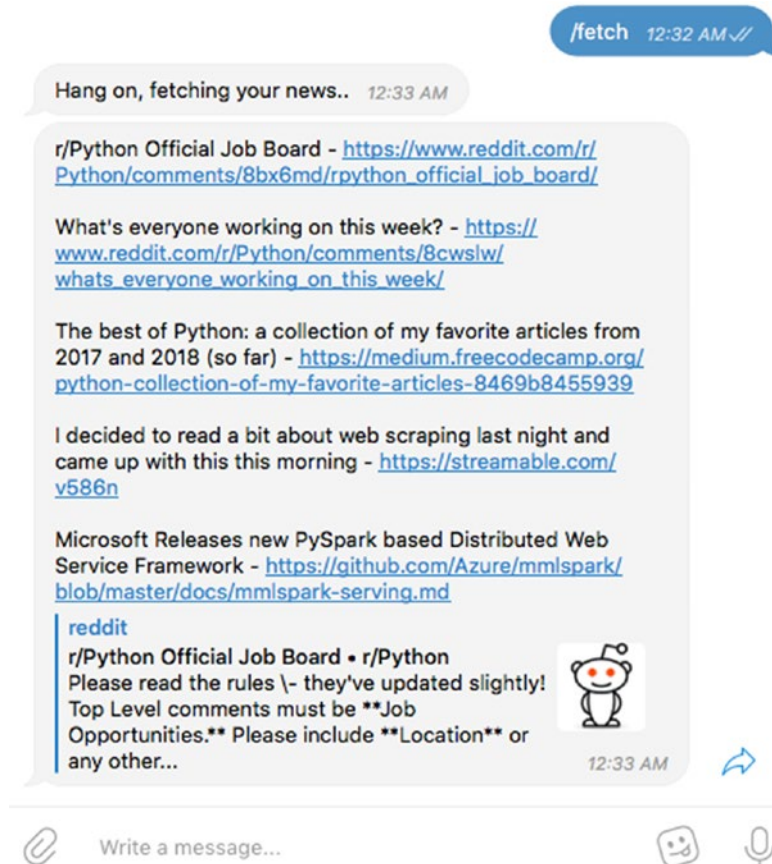 /fetch 12:32 AM
Hang on, fetching your news.. 12:33 AM
r/Python Official Job Board - https://www.reddit.com/r/
Python/comments/8bx6md/rpython_official_job_board/
What's everyone working on this week? - https://
www.reddit.com/r/Python/comments/8cwslw/
whats_everyone_working_on_this_week/
The best of Python: a collection of my favorite articles from
2017 and 2018 (so far) - https://medium.freecodecamp.org/
python-collection-of-my-favorite-articles-8469b8455939
I decided to read a bit about web scraping last night and
came up with this this morning - https://streamable.com/
v586n
Microsoft Releases new PySpark based Distributed Web
Service Framework - https://github.com/Azure/mmlspark/
blob/master/docs/mmlspark-serving.md
reddit
r/Python Official Job Board • r/Python
Please read the rules \- they've updated slightly!
Top Level comments must be **Job
Opportunities.** Please include **Location** or
any other...
12:33 AM
Write a message...